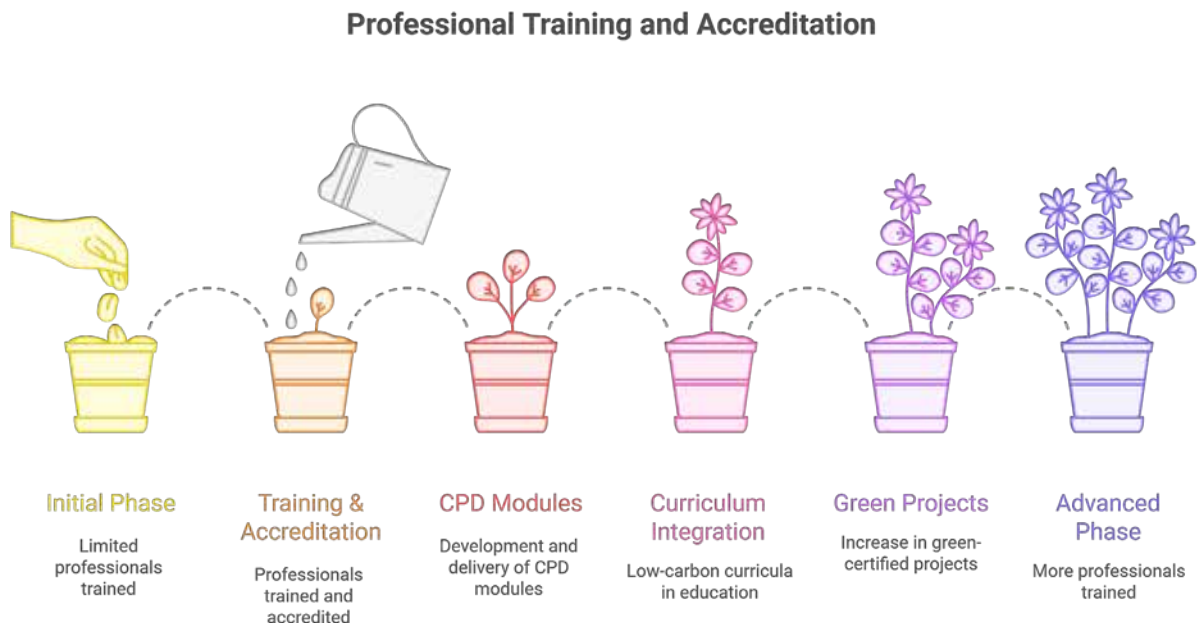 Professional Training and Accreditation
Initial Phase
Limited
professionals
trained
Training &
Accreditation
Professionals
trained and
accredited
CPD Modules
Development and
delivery of CPD
modules
Curriculum
Integration
Low-carbon curricula
in education
Green Projects
Increase in green-
certified projects
Advanced
Phase
More professionals
trained